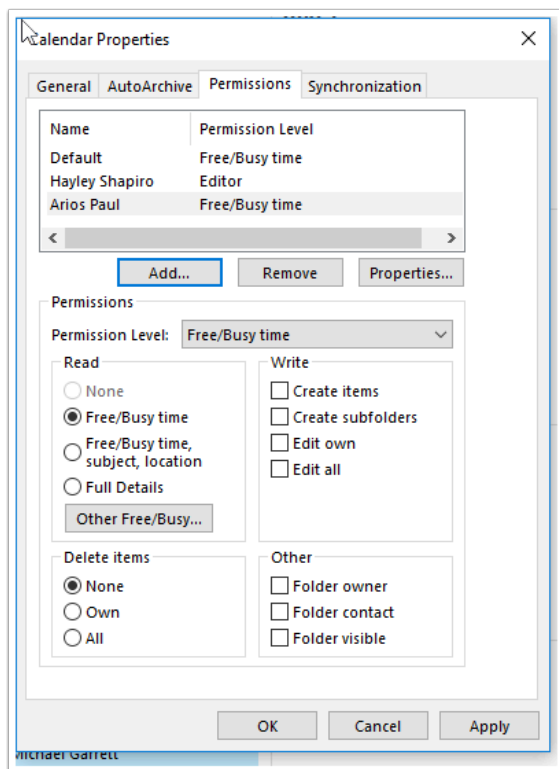 Calendar Properties
General AutoArchive Permissions Synchronization
Name Permission Level
Default Free/Busy time
Hayley Shapiro Editor
Arios Paul Free/Busy time
Add... Remove Properties...
Permissions
Permission Level: Free/Busy time
Read Write
None Create items
Free/Busy time Create subfolders
Free/Busy time, Edit own
subject, location Edit all
Full Details
Other Free/Busy...
Delete items Other
None Folder owner
Own Folder contact
All Folder visible
OK Cancel Apply
Michael Garrett